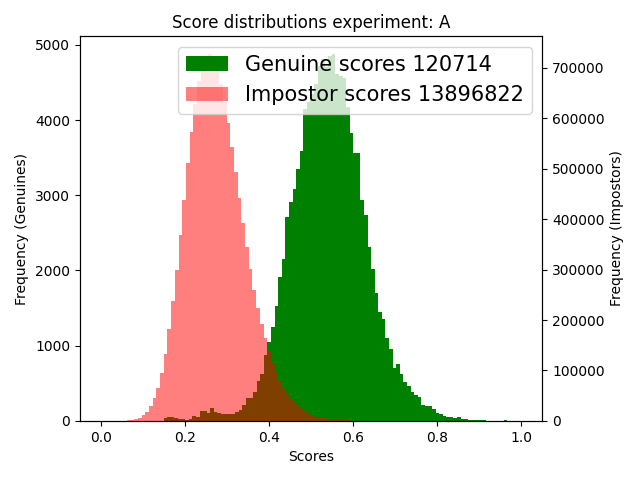 Score distributions experiment: A
Genuine scores 120714
Impostor scores 13896822
Frequency (Genuines)
5000
4000
3000
2000
1000
0
700000
600000
500000
400000
300000
200000
100000
0
Frequency (Impostors)
0.0 0.2 0.4 0.6 0.8 1.0
Scores